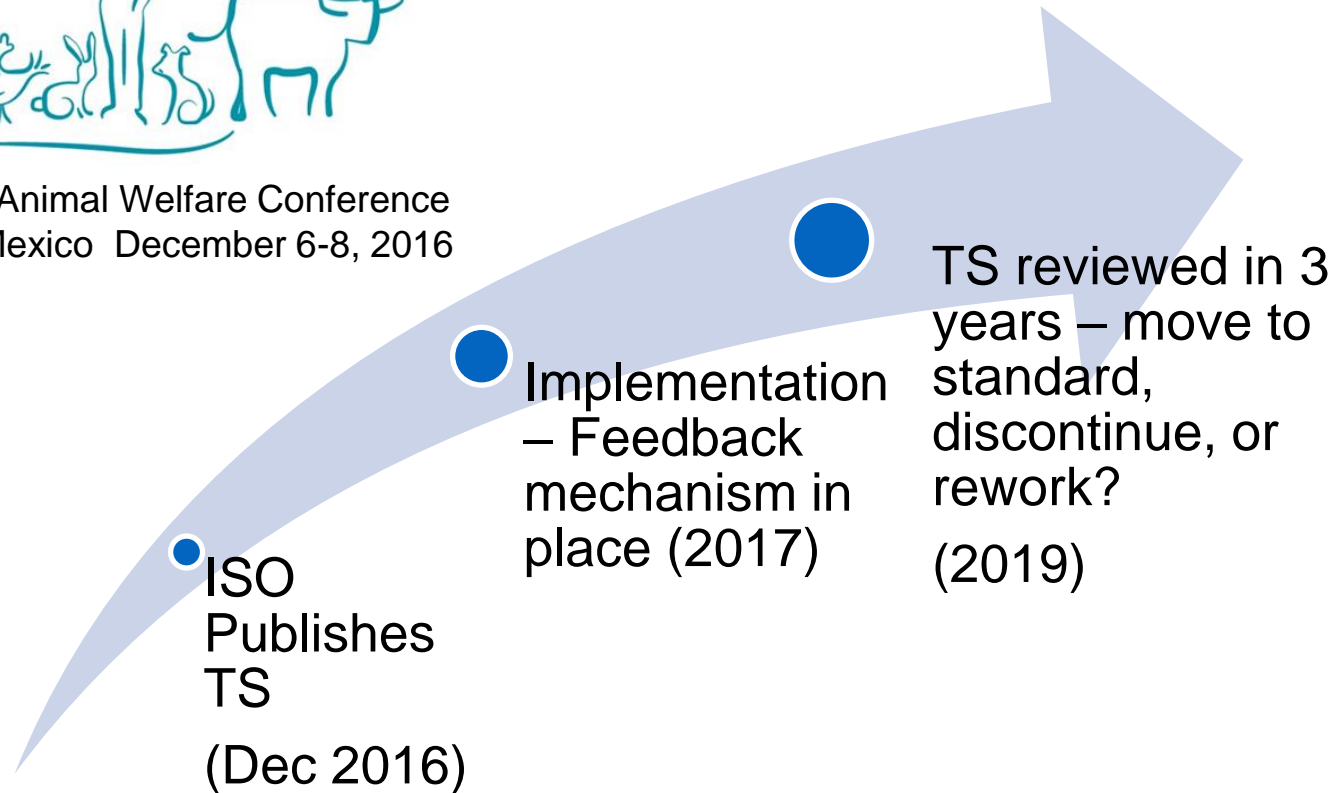 Animal Welfare Conference
December 6-8, 2016
ISO
Publishes
TS
(Dec 2016)
Implementation
– Feedback
mechanism in
place (2017)
TS reviewed in 3
years – move to
standard,
discontinue, or
rework?
(2019)